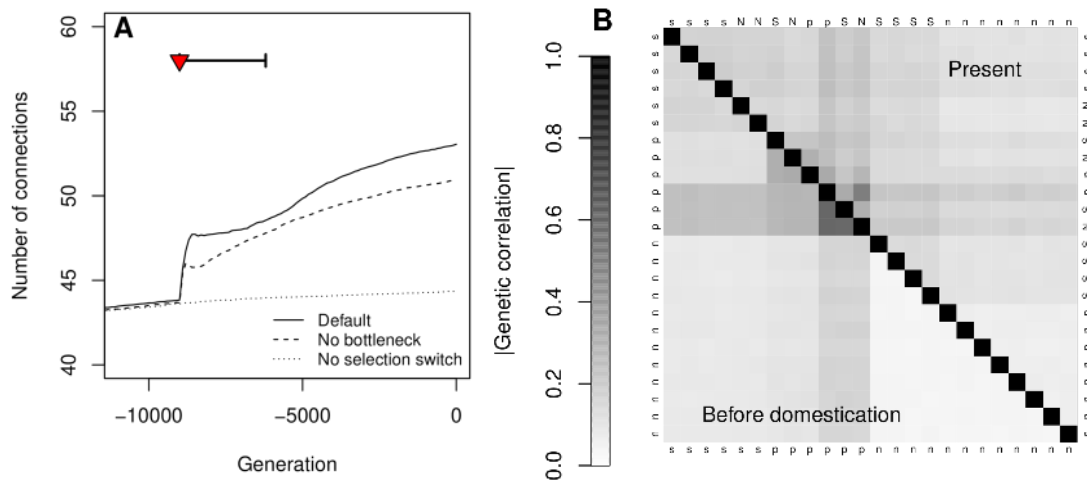 A
60
55
50
45
40
Number of connections
Default
No bottleneck
No selection switch
−10000
−5000
0
Generation
|Genetic correlation|
1.0
0.8
0.6
0.4
0.2
0.0
B
s s s s N N S N p p S N S S S S n n n n n n n n
Present
Before domestication
s s s s s s p p p p p p n n n n n n n n n n n n